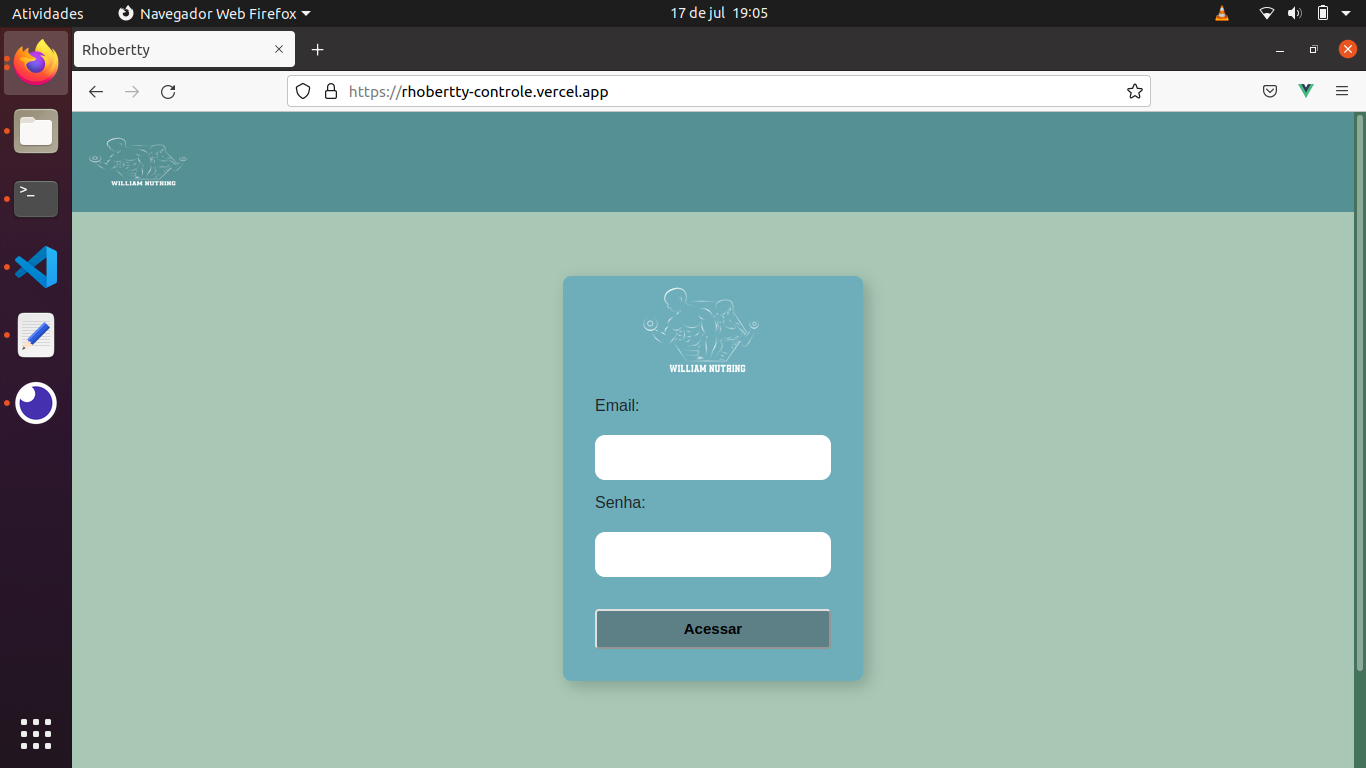 Atividades
Navegador Web Firefox
17 de jul 19:05
Rhobertty
https://rhobertty-controle.vercel.app
>_
WILLIAM NUTRING
WILLIAM NUTRING
Email:
Senha:
Acessar